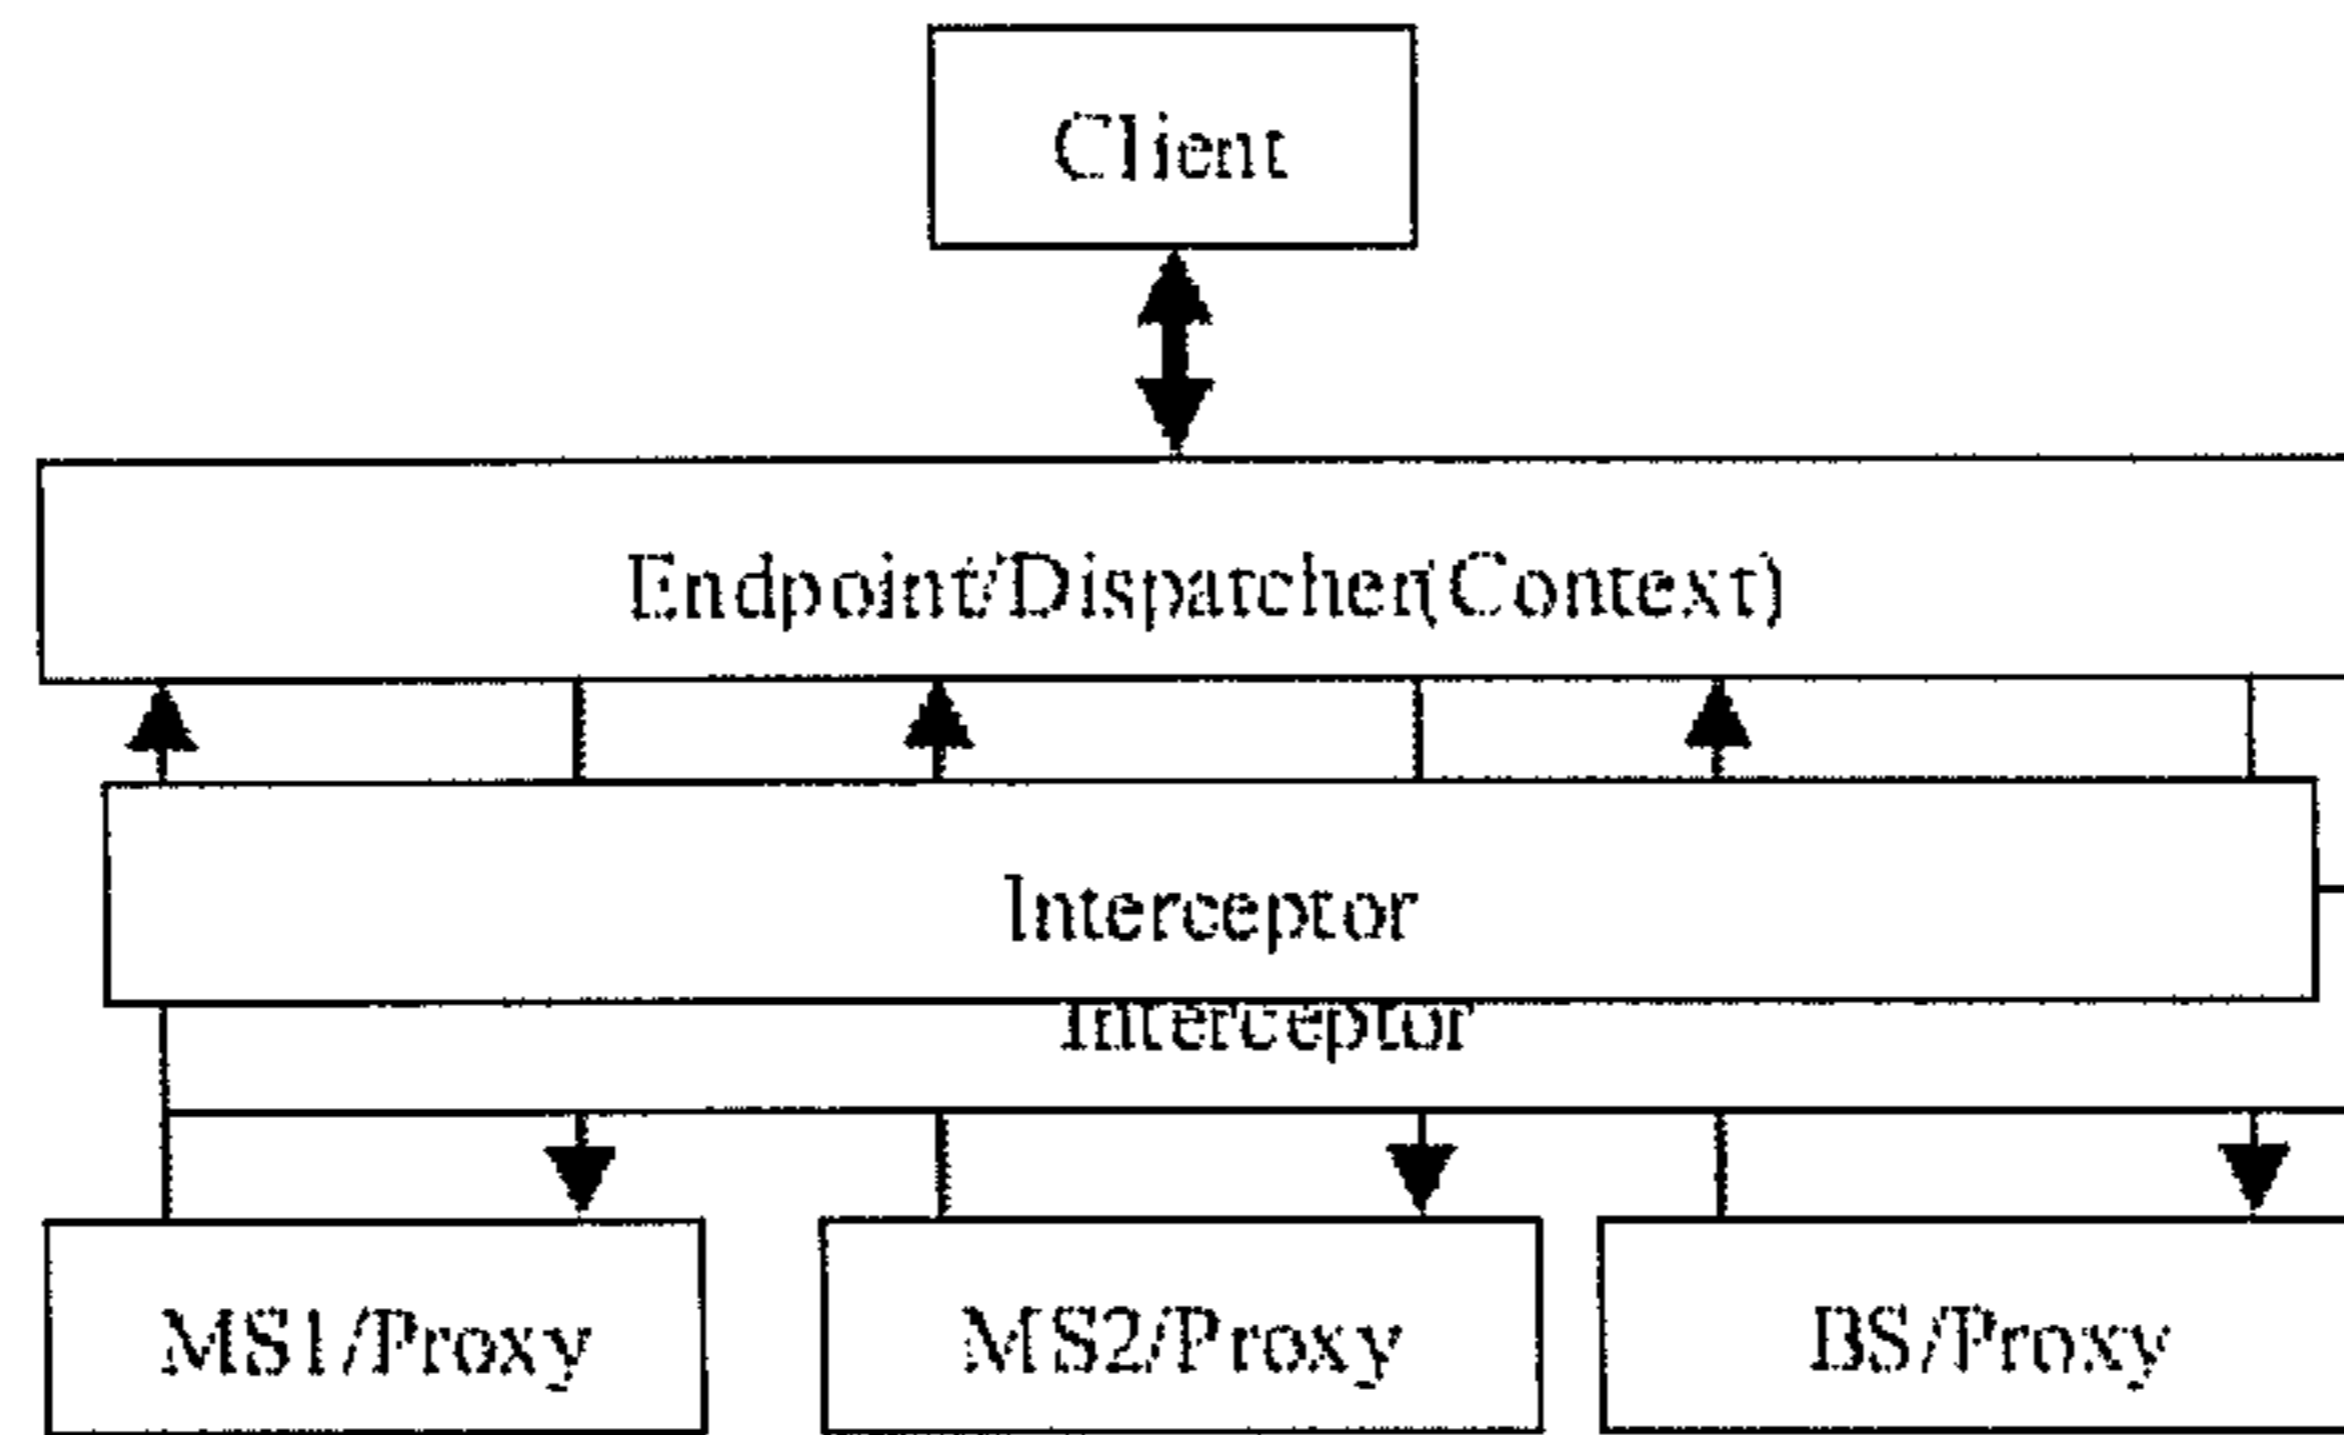 Client
Endpoint/Dispatcher(Context)
Interceptor
Interceptor
MS1/Proxy MS2/Proxy BS/Proxy